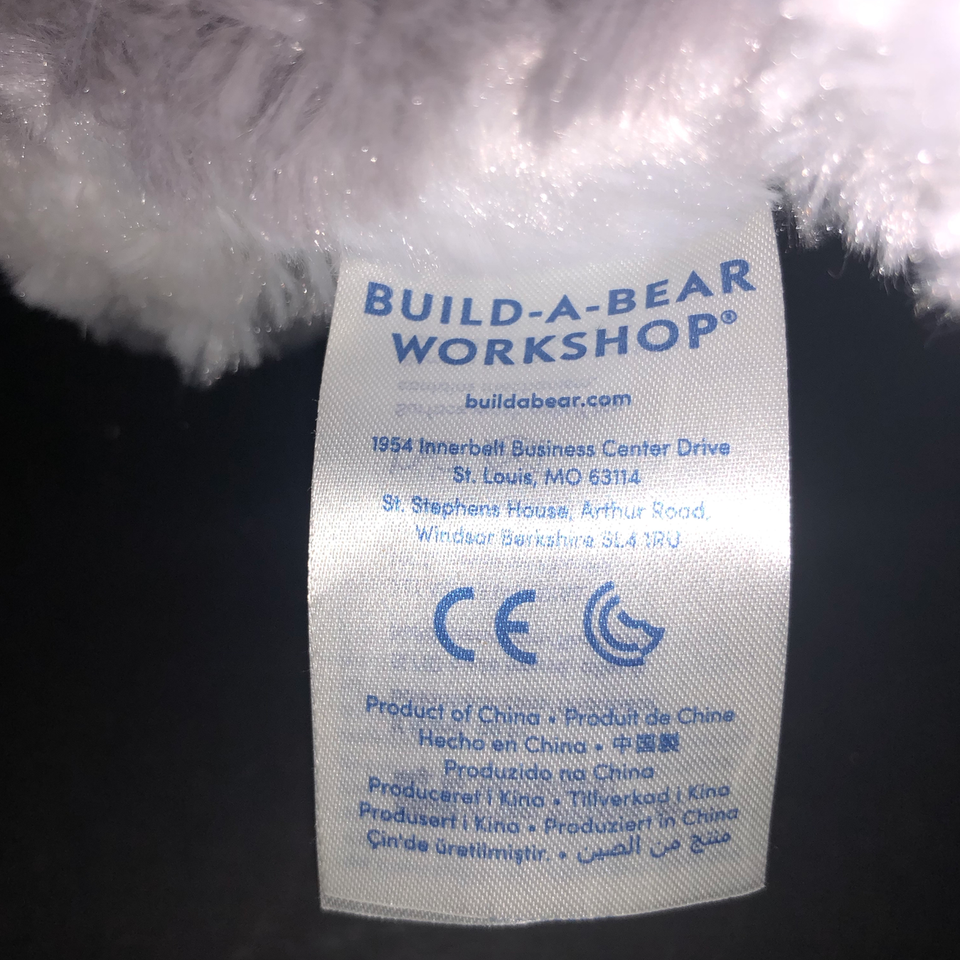 BUILD-A-BEAR
WORKSHOP®
buildabear.com
1954 Innerbelt Business Center Drive
St. Louis, MO 63114
St. Stephens House, Arthur Road,
Windsor Berkshire SL4 1RU
CE
Product of China • Produit de Chine
Hecho en China • 中国製
Produzido na China
Produceret i Kina • Tillverkad i Kina
Produsert i Kina • Produziert in China
Çin'de üretilmiştir. • منتج من الصين